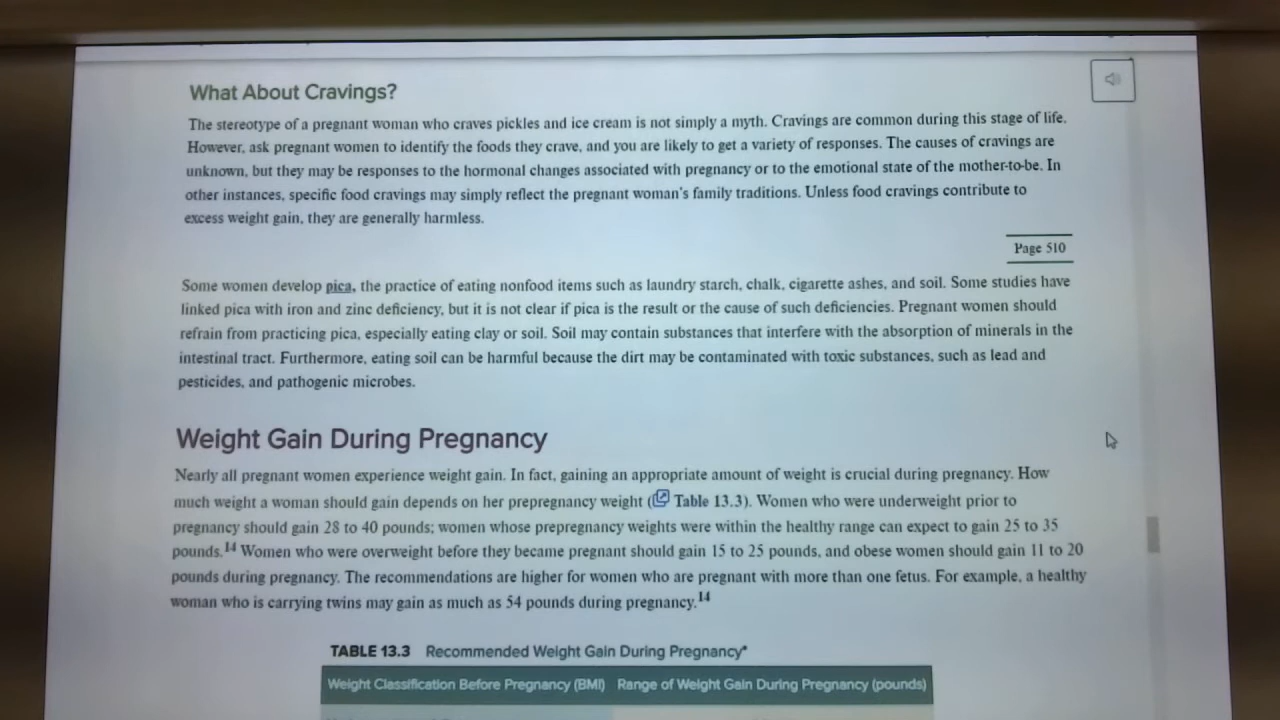 What About Cravings?
The stereotype of a pregnant woman who craves pickles and ice cream is not simply a myth. Cravings are common during this stage of life.
However, ask pregnant women to identify the foods they crave, and you are likely to get a variety of responses. The causes of cravings are
unknown, but they may be responses to the hormonal changes associated with pregnancy or to the emotional state of the mother-to-be. In
other instances, specific food cravings may simply reflect the pregnant woman's family traditions. Unless food cravings contribute to
excess weight gain, they are generally harmless.
Page 510
Some women develop pica, the practice of eating nonfood items such as laundry starch, chalk, cigarette ashes, and soil. Some studies have
linked pica with iron and zinc deficiency, but it is not clear if pica is the result or the cause of such deficiencies. Pregnant women should
refrain from practicing pica, especially eating clay or soil. Soil may contain substances that interfere with the absorption of minerals in the
intestinal tract. Furthermore, eating soil can be harmful because the dirt may be contaminated with toxic substances, such as lead and
pesticides, and pathogenic microbes.
Weight Gain During Pregnancy
Nearly all pregnant women experience weight gain. In fact, gaining an appropriate amount of weight is crucial during pregnancy. How
much weight a woman should gain depends on her prepregnancy weight ( Table 13.3). Women who were underweight prior to
pregnancy should gain 28 to 40 pounds; women whose prepregnancy weights were within the healthy range can expect to gain 25 to 35
pounds.14 Women who were overweight before they became pregnant should gain 15 to 25 pounds, and obese women should gain 11 to 20
pounds during pregnancy. The recommendations are higher for women who are pregnant with more than one fetus. For example, a healthy
woman who is carrying twins may gain as much as 54 pounds during pregnancy.14
TABLE 13.3 Recommended Weight Gain During Pregnancy*
Weight Classification Before Pregnancy (BMI) Range of Weight Gain During Pregnancy (pounds)